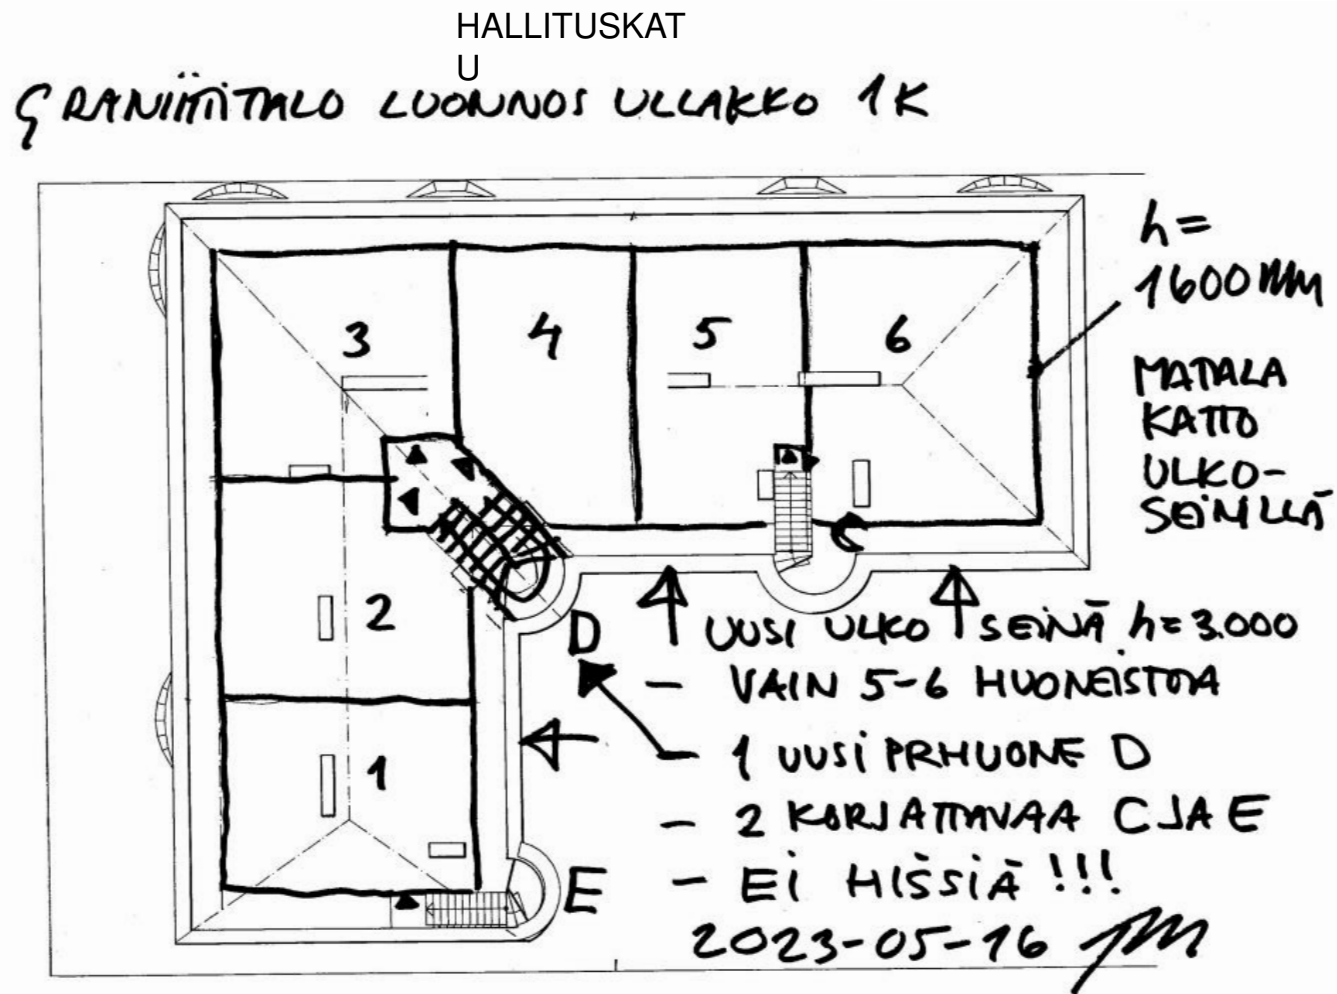 HALLITUSKAT
U
GRANIITITALO LUONNOS ULLAKKO 1K
h=
1600mm
3
4
5
6
MATALA
KATTO
ULKO-
SEINILLÄ
C
2
D
UUSI ULKO SEINÄ h=3.000
- VAIN 5-6 HUONEISTOA
1
- 1 UUSI PRHUONE D
- 2 KORJATTAVAA C JA E
E
- EI HISSIÄ !!!
2023-05-16